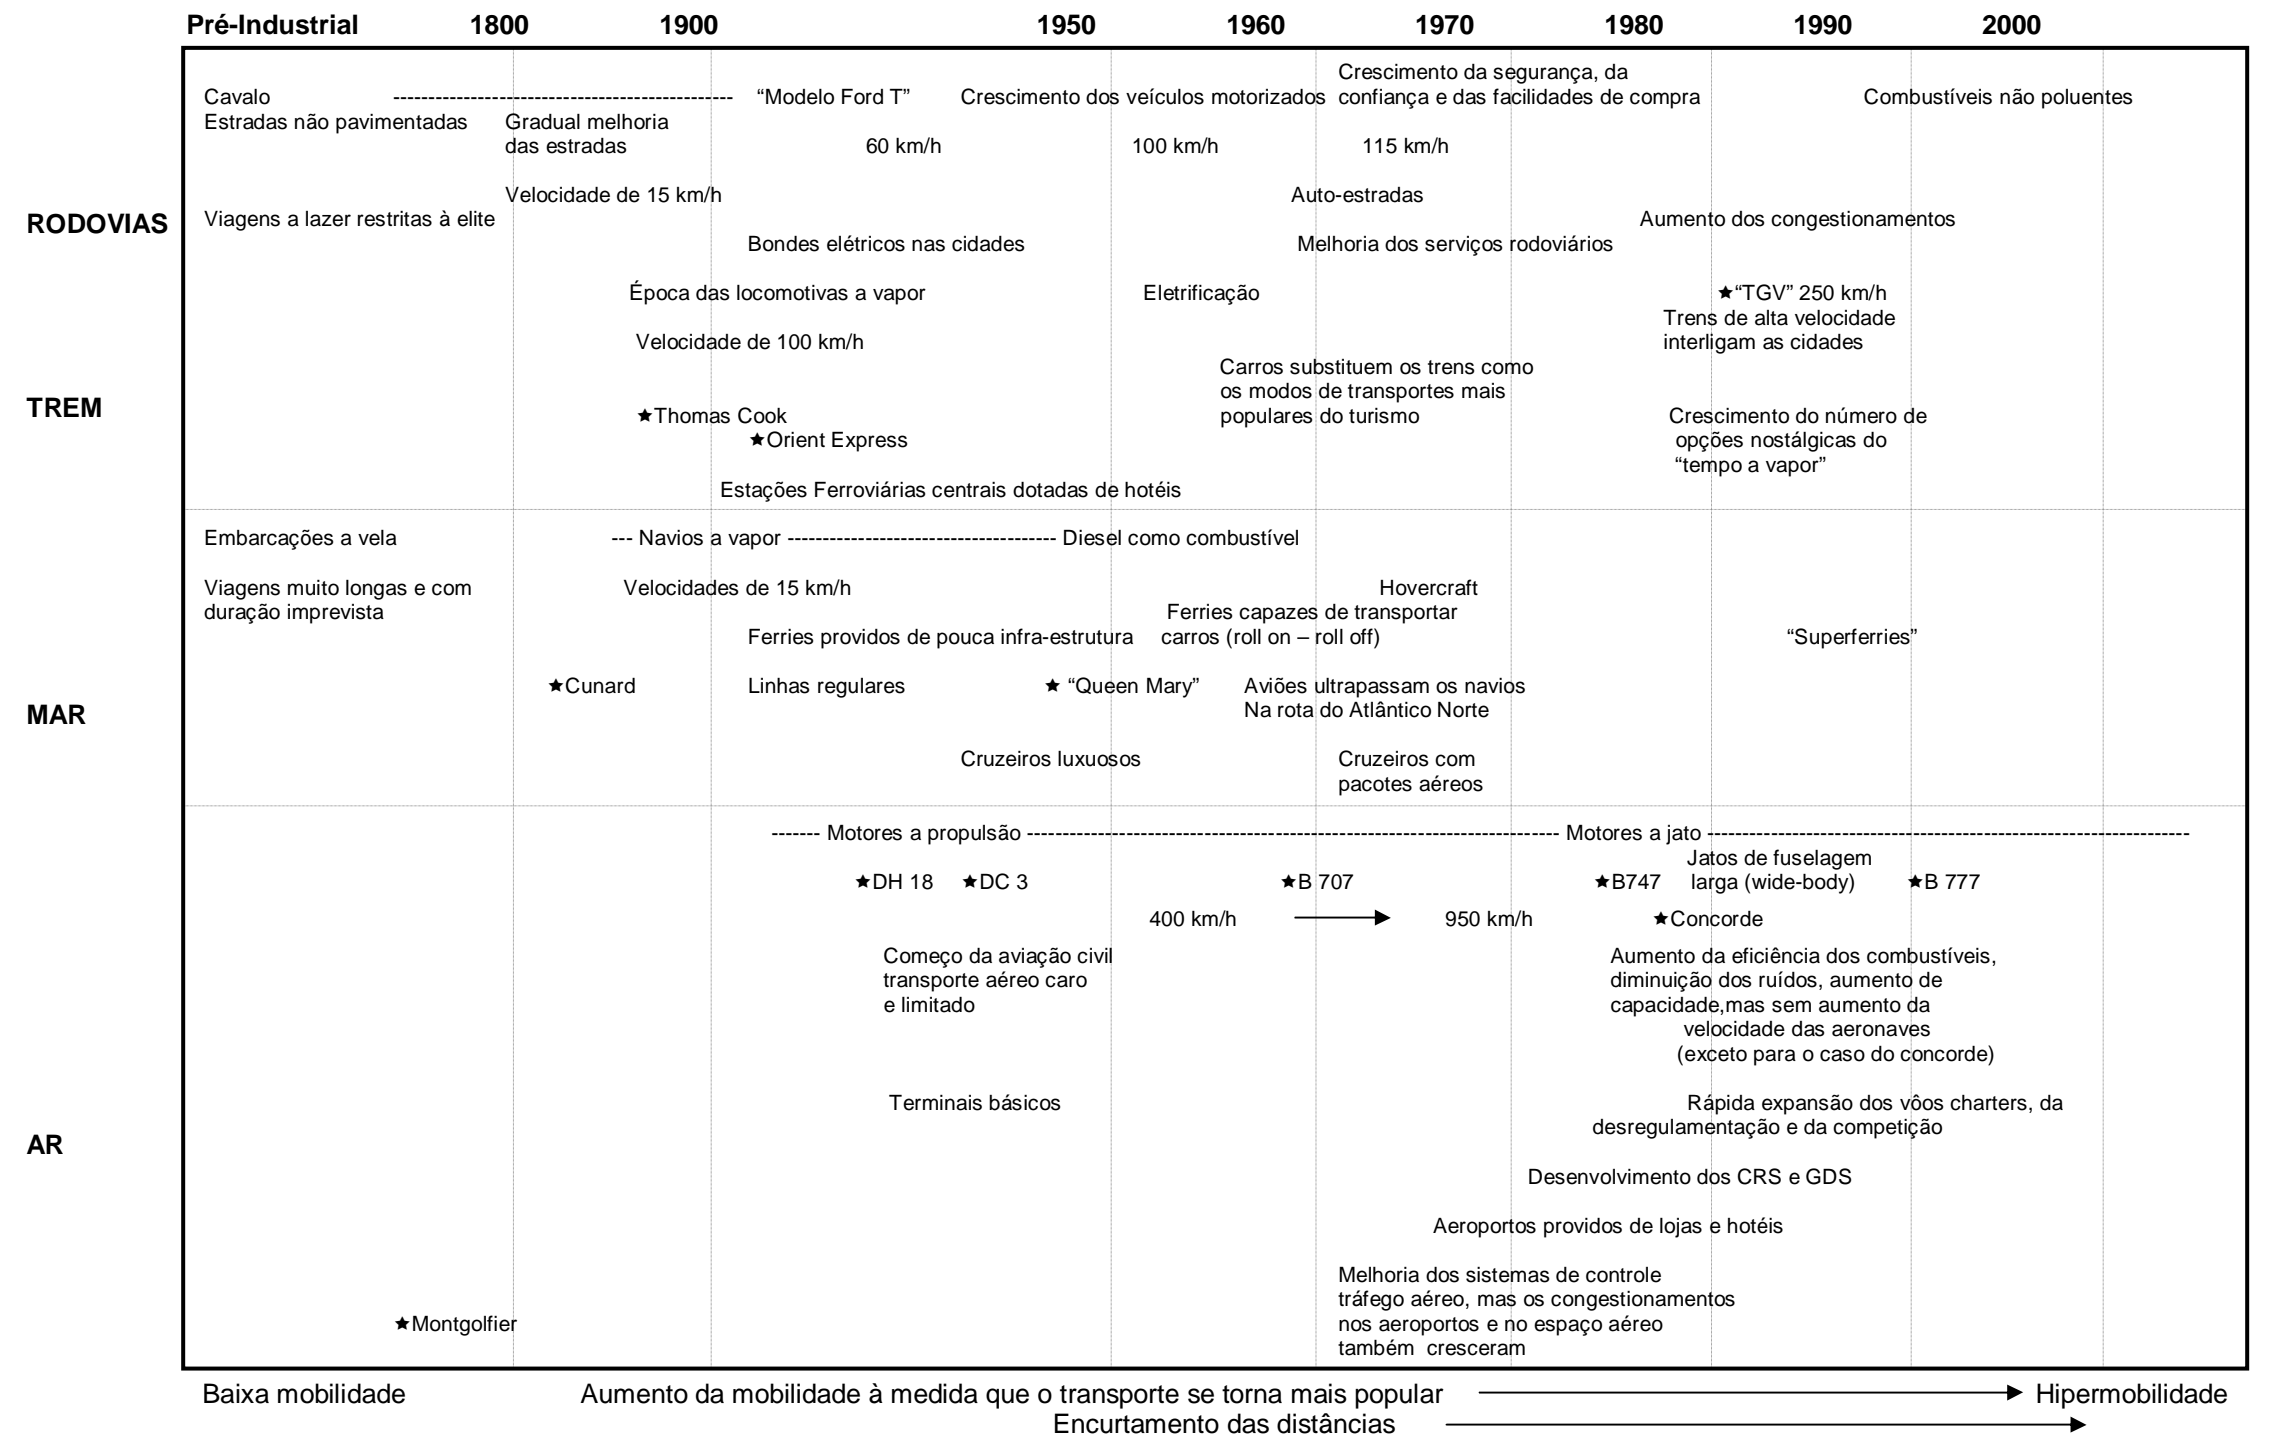 Pré-Industrial 1800 1900 1950 1960 1970 1980 1990 2000
Crescimento da segurança, da
Cavalo ------------------------------------------------ “Modelo Ford T” Crescimento dos veículos motorizados confiança e das facilidades de compra Combustíveis não poluentes
Estradas não pavimentadas Gradual melhoria
das estradas 60 km/h 100 km/h 115 km/h
Velocidade de 15 km/h Auto-estradas
RODOVIAS Viagens a lazer restritas à elite Aumento dos congestionamentos
Bondes elétricos nas cidades Melhoria dos serviços rodoviários
Época das locomotivas a vapor Eletrificação ★“TGV” 250 km/h
Trens de alta velocidade
Velocidade de 100 km/h interligam as cidades
Carros substituem os trens como
os modos de transportes mais
TREM ★Thomas Cook populares do turismo Crescimento do número de
★Orient Express opções nostálgicas do
“tempo a vapor”
Estações Ferroviárias centrais dotadas de hotéis
Embarcações a vela --- Navios a vapor -------------------------------------- Diesel como combustível
Viagens muito longas e com Velocidades de 15 km/h Hovercraft
duração imprevista Ferries capazes de transportar
Ferries providos de pouca infra-estrutura carros (roll on – roll off) “Superferries”
★Cunard Linhas regulares ★ “Queen Mary” Aviões ultrapassam os navios
MAR Na rota do Atlântico Norte
Cruzeiros luxuosos Cruzeiros com
pacotes aéreos
------- Motores a propulsão --------------------------------------------------------------------------- Motores a jato --------------------------------------------------------------------
Jatos de fuselagem
★DH 18 ★DC 3 ★B 707 ★B747 larga (wide-body) ★B 777
400 km/h 950 km/h ★Concorde
Começo da aviação civil Aumento da eficiência dos combustíveis,
transporte aéreo caro diminuição dos ruídos, aumento de
e limitado capacidade,mas sem aumento da
velocidade das aeronaves
(exceto para o caso do concorde)
Terminais básicos Rápida expansão dos vôos charters, da
desregulamentação e da competição
AR
Desenvolvimento dos CRS e GDS
Aeroportos providos de lojas e hotéis
Melhoria dos sistemas de controle
tráfego aéreo, mas os congestionamentos
★Montgolfier nos aeroportos e no espaço aéreo
também cresceram
Baixa mobilidade Aumento da mobilidade à medida que o transporte se torna mais popular Hipermobilidade
Encurtamento das distâncias